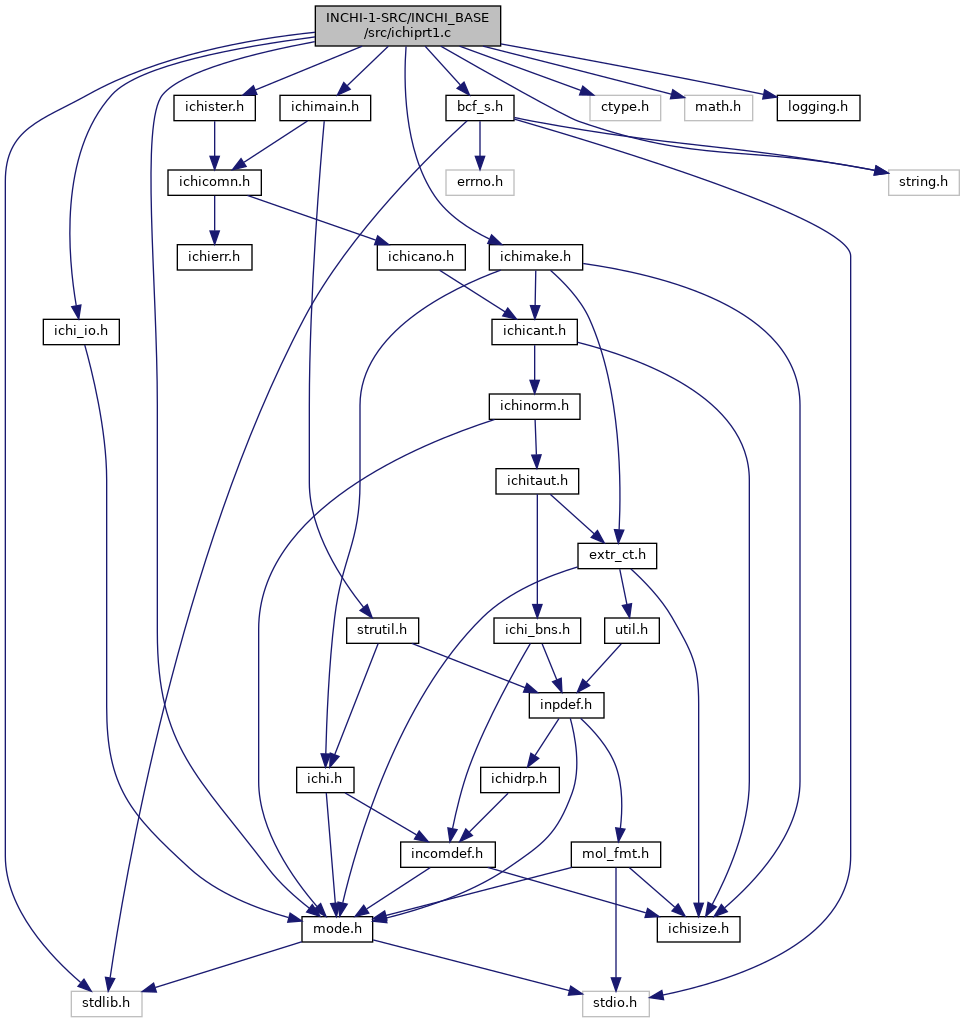 INCHI-1-SRC/INCHI_BASE
/src/ichiprt1.c
ichister.h
ichimain.h
bcf_s.h
ctype.h
math.h
logging.h
ichicomn.h
errno.h
string.h
ichierr.h
ichicano.h
ichimake.h
ichi_io.h
ichicant.h
ichinorm.h
ichitaut.h
extr_ct.h
strutil.h
ichi_bns.h
util.h
inpdef.h
ichi.h
ichidrp.h
incomdef.h
mol_fmt.h
mode.h
ichisize.h
stdlib.h
stdio.h